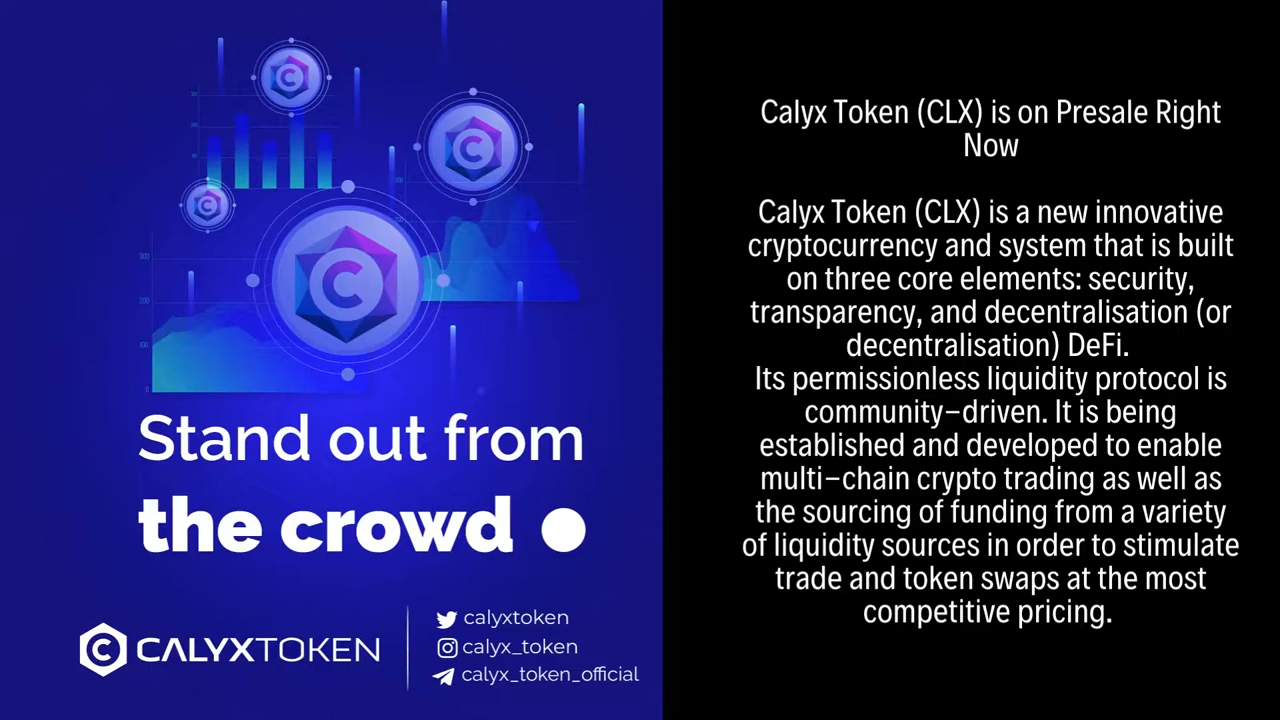 Stand out from
the crowd
CALYXTOKEN
calyxtoken
calyx_token
calyx_token_official
Calyx Token (CLX) is on Presale Right
Now
Calyx Token (CLX) is a new innovative
cryptocurrency and system that is built
on three core elements: security,
transparency, and decentralisation (or
decentralisation) DeFi.
Its permissionless liquidity protocol is
community-driven. It is being
established and developed to enable
multi-chain crypto trading as well as
the sourcing of funding from a variety
of liquidity sources in order to stimulate
trade and token swaps at the most
competitive pricing.